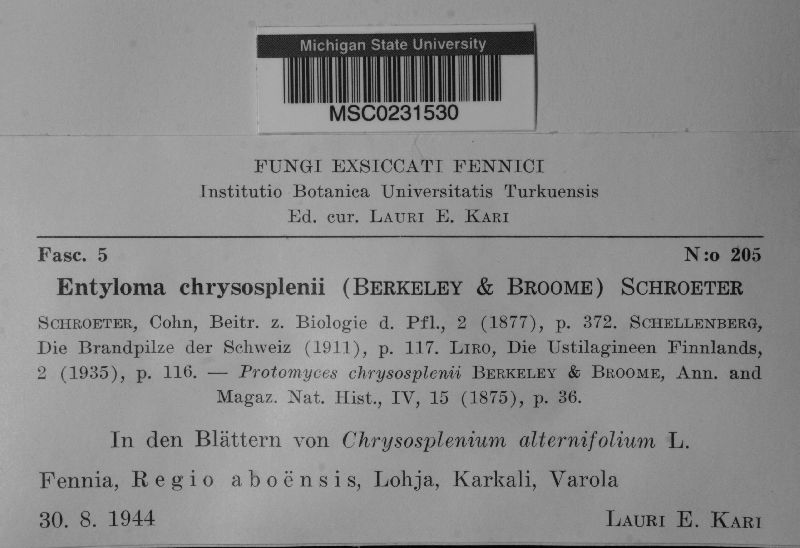 Michigan State University
MSC0231530
FUNGI EXSICCATI FENNICI
Institutio Botanica Universitatis Turkuensis
Ed. cur. LAURI E. KARI
Fasc. 5 N:o 205
Entyloma chrysosplenii (BERKELEY & BROOME) SCHROETER
SCHROETER, Cohn, Beitr. z. Biologie d. Pfl., 2 (1877), p. 372. SCHELLENBERG,
Die Brandpilze der Schweiz (1911), p. 117. LIRO, Die Ustilagineen Finnlands,
2 (1935), p. 116. — Protomyces chrysosplenii BERKELEY & BROOME, Ann. and
Magaz. Nat. Hist., IV, 15 (1875), p. 36.
In den Blättern von Chrysosplenium alternifolium L.
Fennia, Regio aboënsis, Lohja, Karkali, Varola
30. 8. 1944 LAURI E. KARI